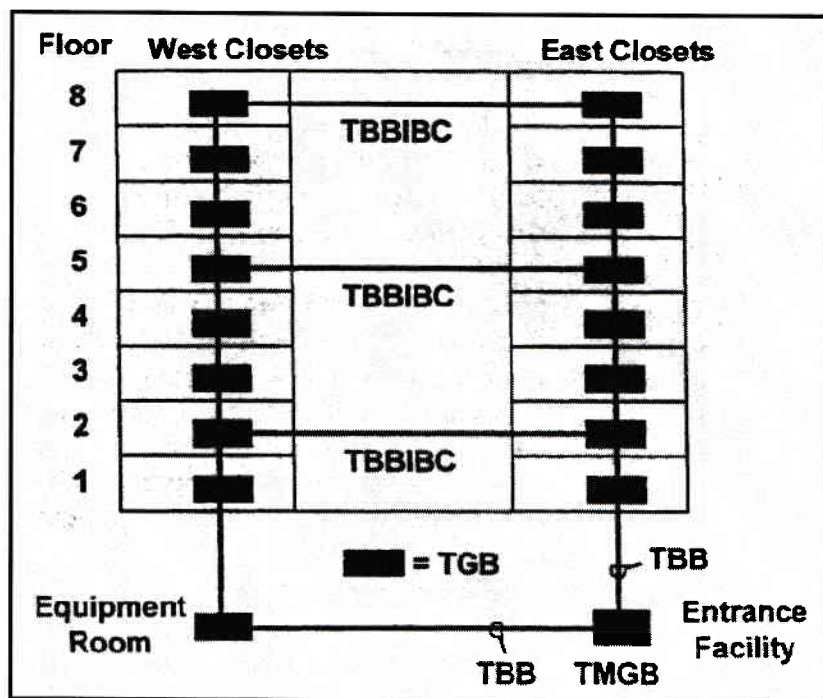 Floor West Closets East Closets
8
TBBIBC
7
6
5
TBBIBC
4
3
2
TBBIBC
1
= TGB
TBB
Equipment
Room
Entrance
Facility
TBB TMGB